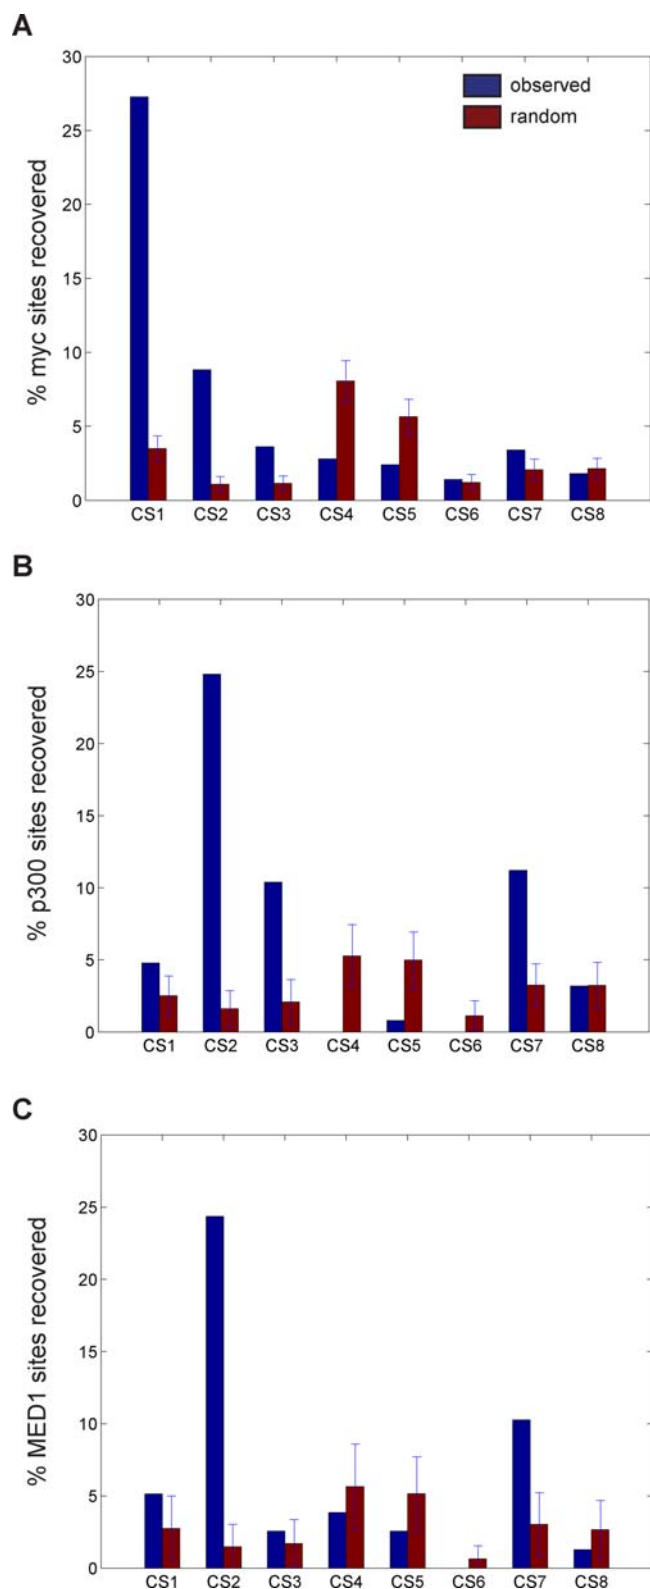 A
% myc sites recovered
30
25
20
15
10
5
0
observed
random
CS1 CS2 CS3 CS4 CS5 CS6 CS7 CS8
B
% p300 sites recovered
30
25
20
15
10
5
0
CS1 CS2 CS3 CS4 CS5 CS6 CS7 CS8
C
% MED1 sites recovered
30
25
20
15
10
5
0
CS1 CS2 CS3 CS4 CS5 CS6 CS7 CS8